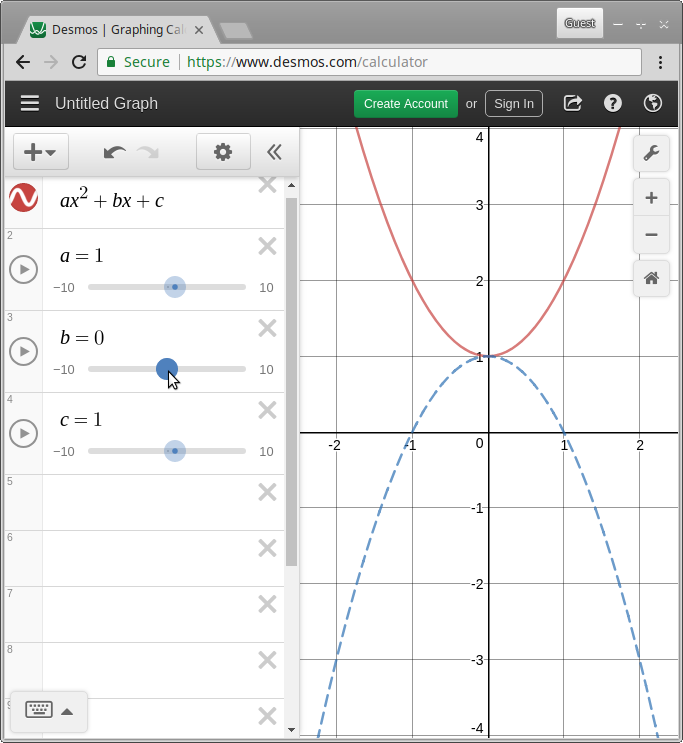 Desmos | Graphing Cal
Guest
Secure https://www.desmos.com/calculator
Untitled Graph
Create Account or Sign In
ax² + bx + c
2
a = 1
−10 10
3
b = 0
−10 10
4
c = 1
−10 10
5
6
7
8
9
4
3
2
1
-2 -1 0 1 2
-1
-2
-3
-4